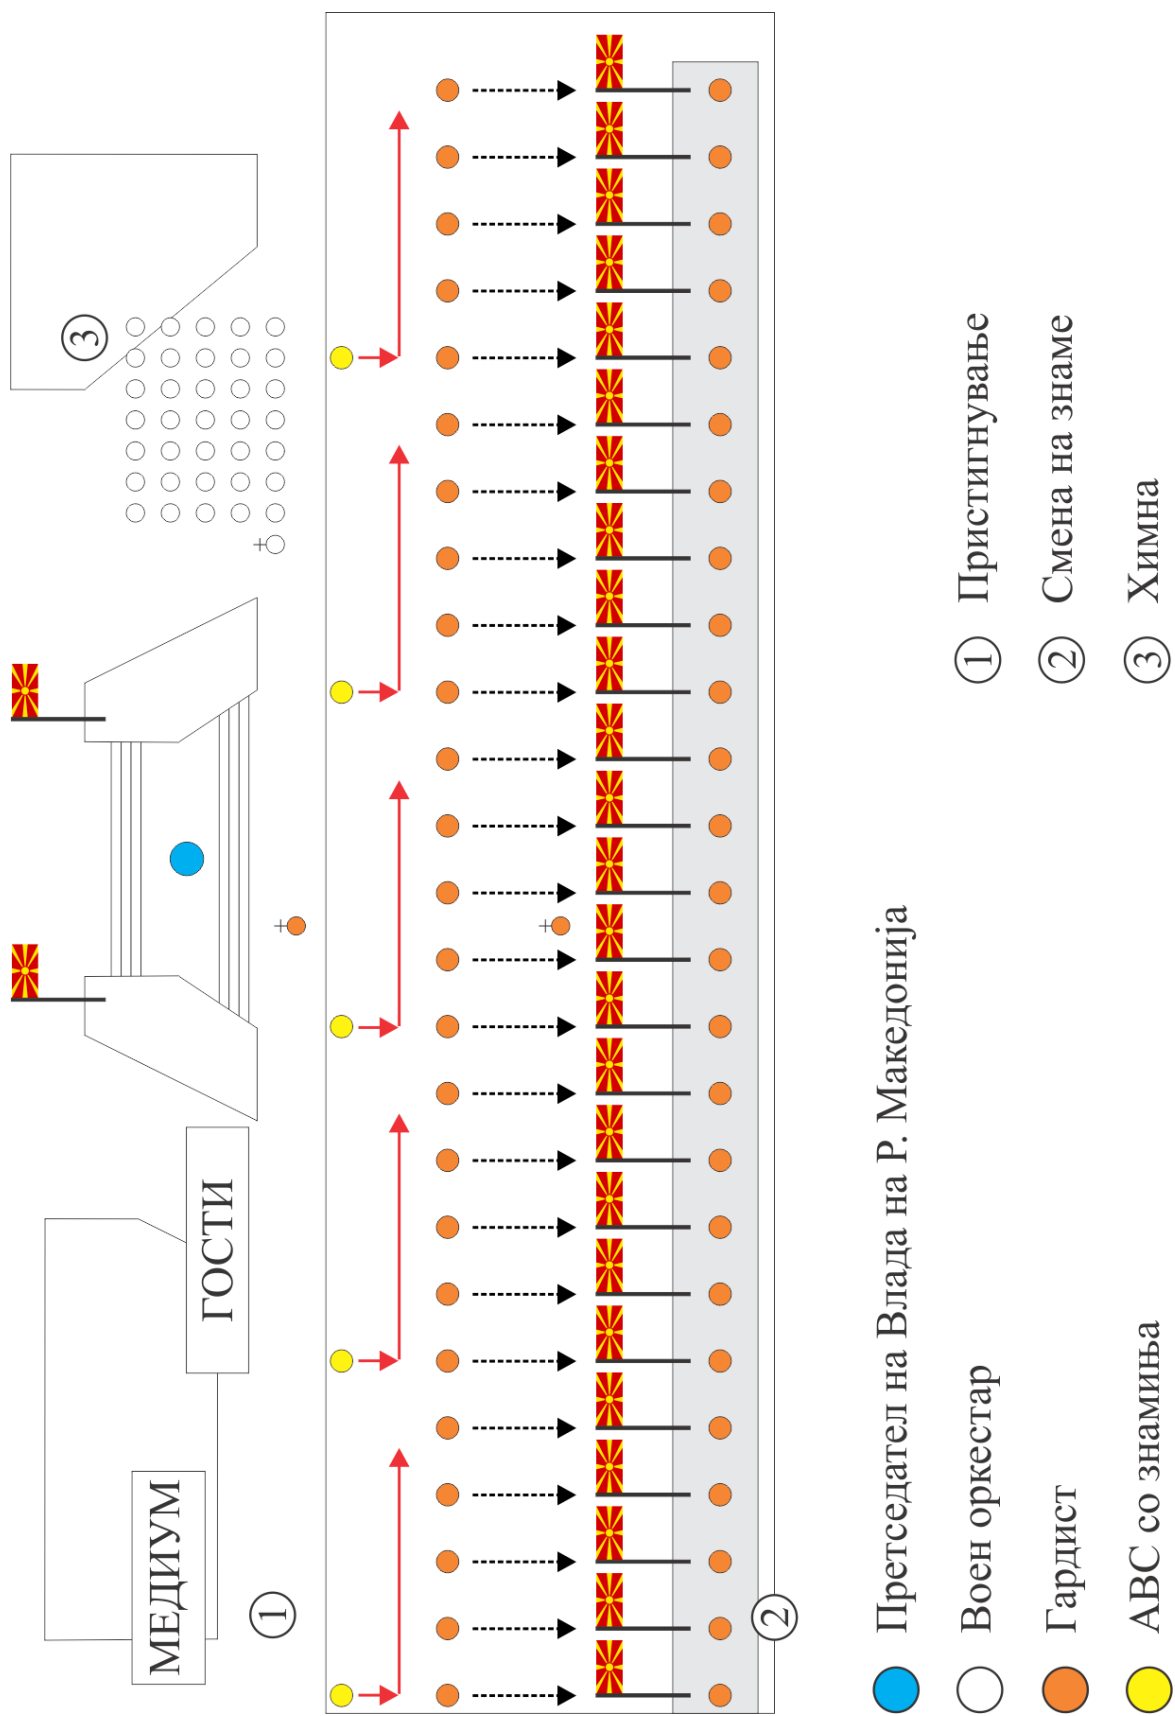 МЕДИУМ
ГОСТИ
1
2
3
Претседател на Влада на Р. Македонија
Воен оркестар
Гардист
АВС со знамиња
1 Пристигнување
2 Смена на знаме
3 Химна